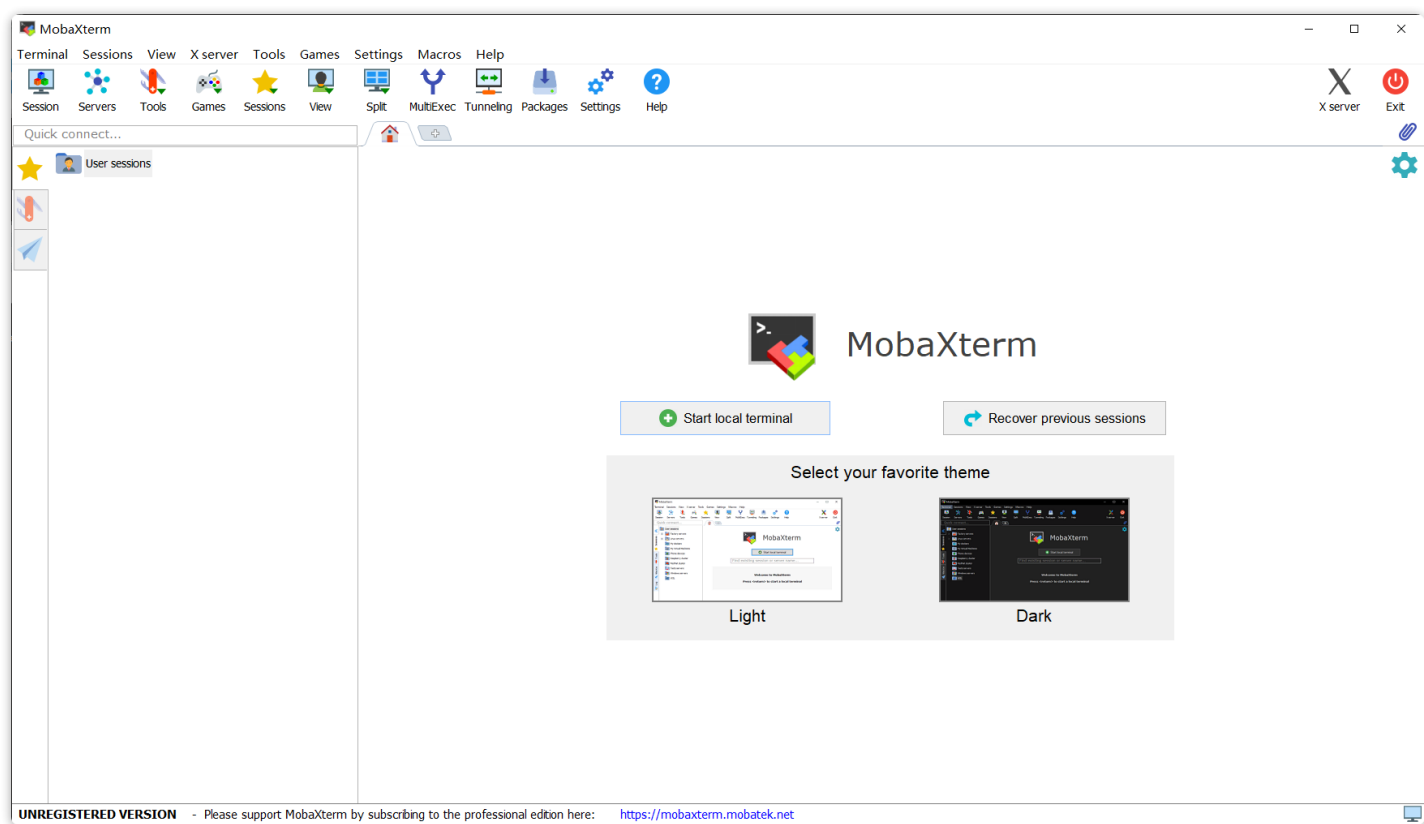 MobaXterm
Terminal Sessions View X server Tools Games Settings Macros Help
Session Servers Tools Games Sessions View Split MultiExec Tunneling Packages Settings Help X server Exit
Quick connect...
User sessions
>.
MobaXterm
Start local terminal Recover previous sessions
Select your favorite theme
MobaXterm MobaXterm
Light Dark
UNREGISTERED VERSION - Please support MobaXterm by subscribing to the professional edition here: https://mobaxterm.mobatek.net